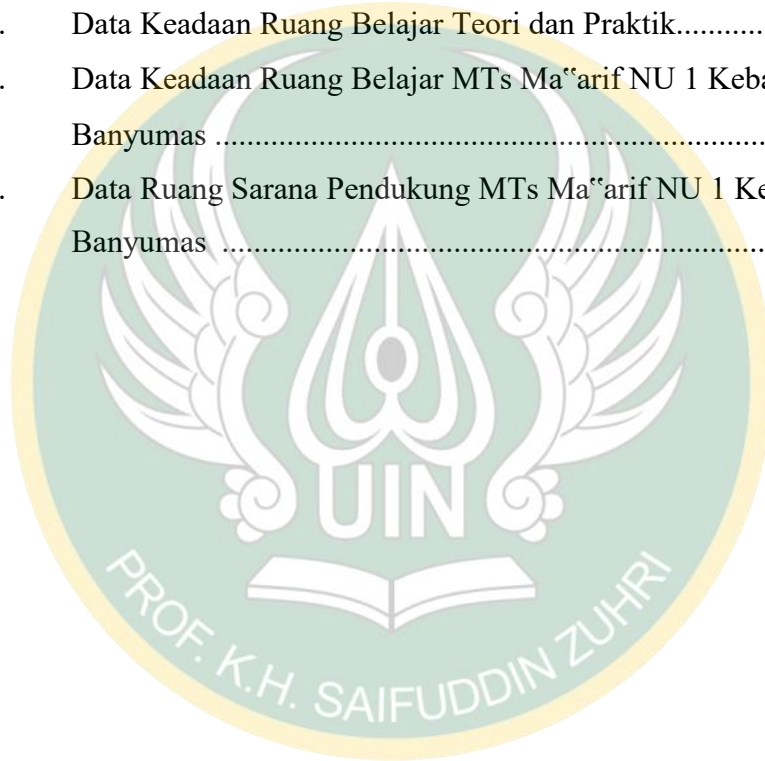 . Data Keadaan Ruang Belajar Teori dan Praktik............
. Data Keadaan Ruang Belajar MTs Ma‟‟arif NU 1 Keba
Banyumas ......................................................................
. Data Ruang Sarana Pendukung MTs Ma‟‟arif NU 1 Ke
Banyumas ......................................................................
UIN
PROF. K.H. SAIFUDDIN ZUHRI